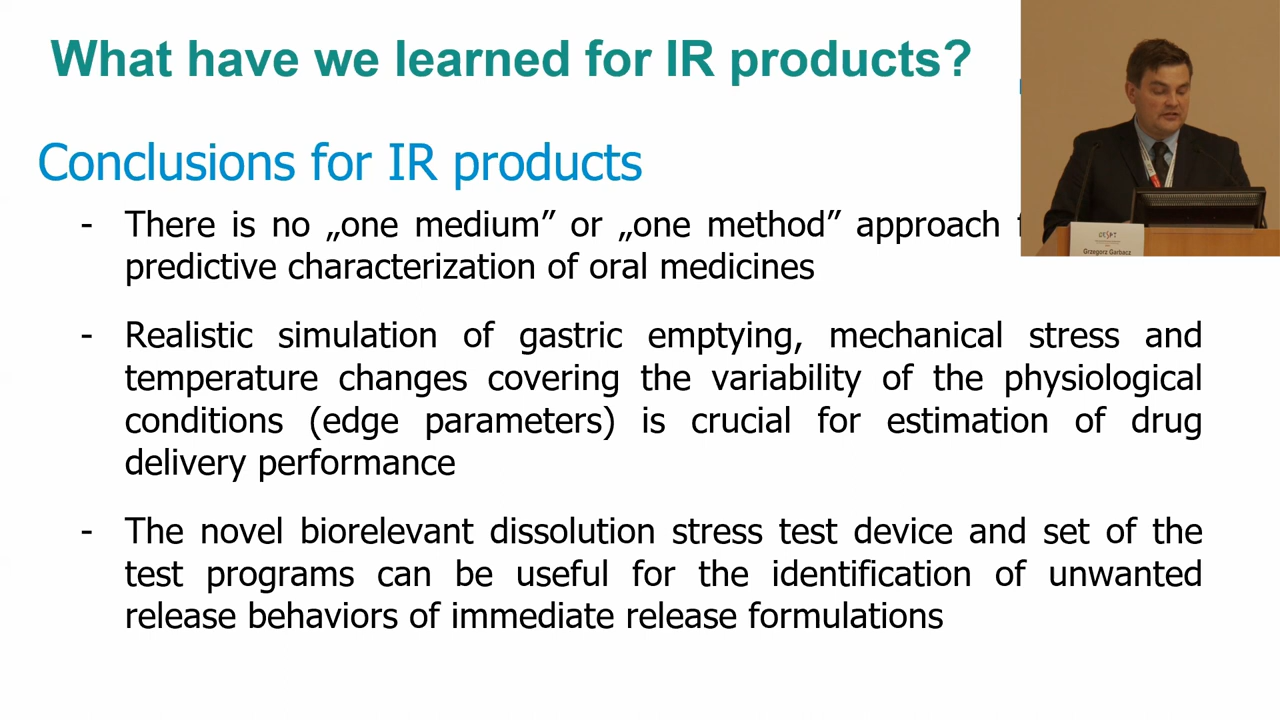 What have we learned for IR products?
Conclusions for IR products
- There is no „one medium” or „one method” approach
predictive characterization of oral medicines
- Realistic simulation of gastric emptying, mechanical stress and
temperature changes covering the variability of the physiological
conditions (edge parameters) is crucial for estimation of drug
delivery performance
- The novel biorelevant dissolution stress test device and set of the
test programs can be useful for the identification of unwanted
release behaviors of immediate release formulations
Grzegorz Garbacz